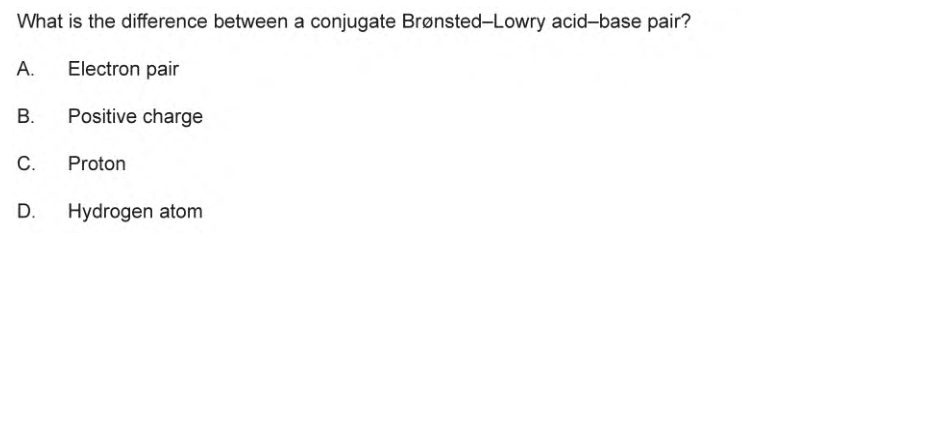 What is the difference between a conjugate Brønsted–Lowry acid–base pair?
A. Electron pair
B. Positive charge
C. Proton
D. Hydrogen atom